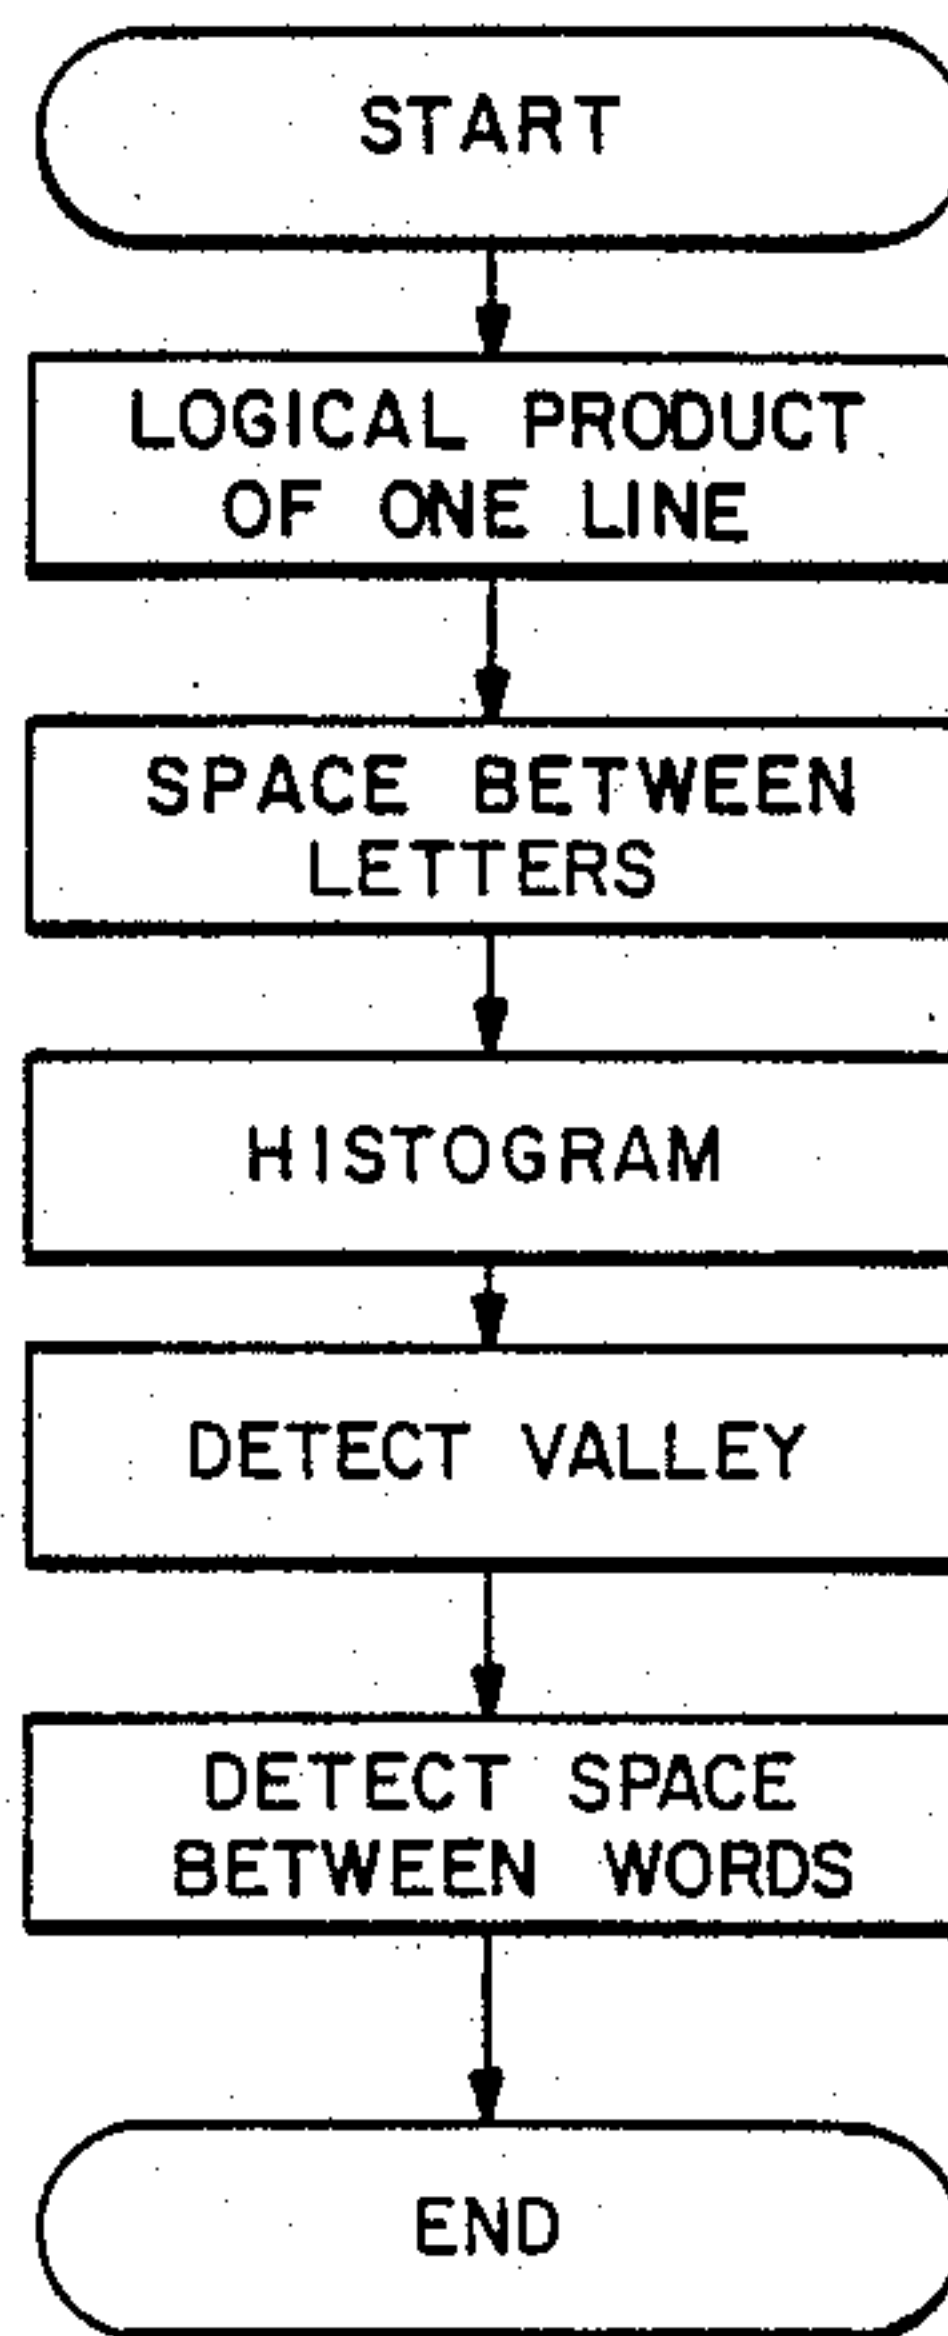 START
LOGICAL PRODUCT
OF ONE LINE
SPACE BETWEEN
LETTERS
HISTOGRAM
DETECT VALLEY
DETECT SPACE
BETWEEN WORDS
END